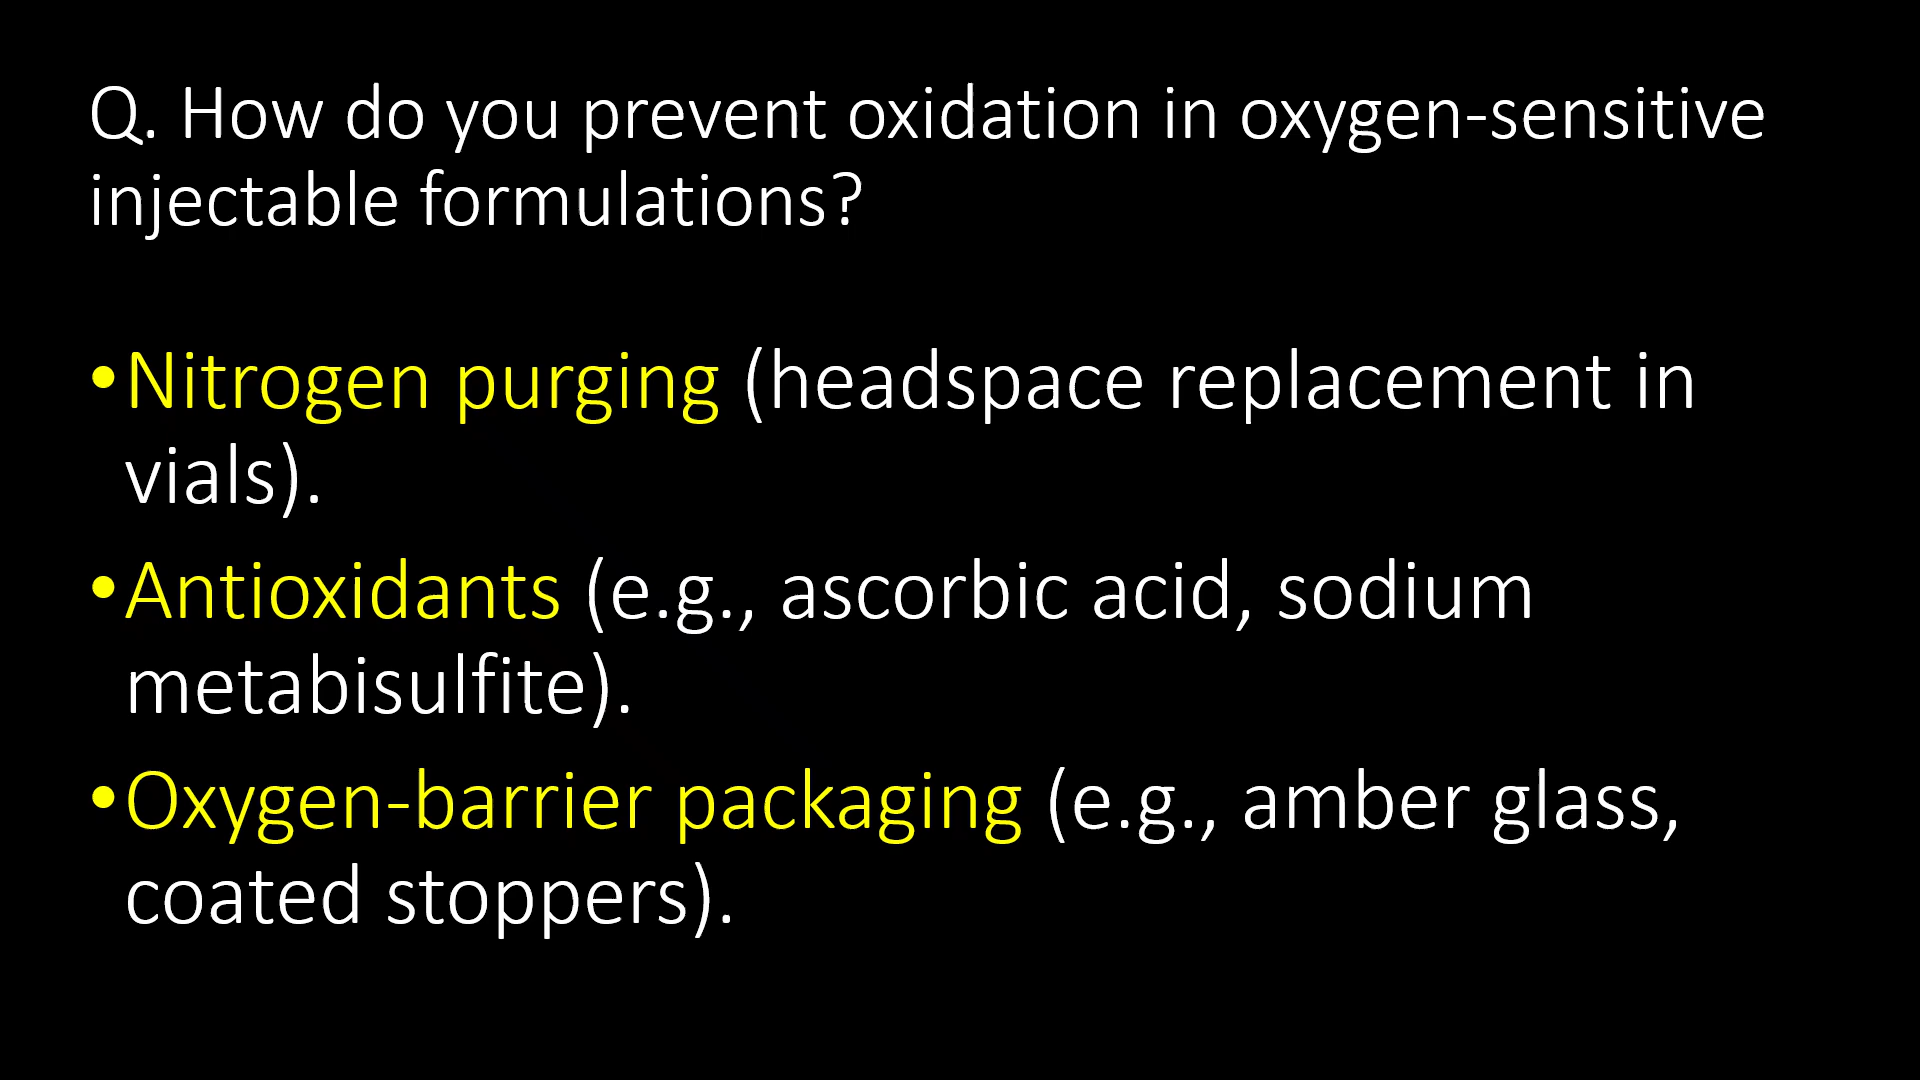 Q. How do you prevent oxidation in oxygen-sensitive
injectable formulations?
•Nitrogen purging (headspace replacement in
vials).
•Antioxidants (e.g., ascorbic acid, sodium
metabisulfite).
•Oxygen-barrier packaging (e.g., amber glass,
coated stoppers).